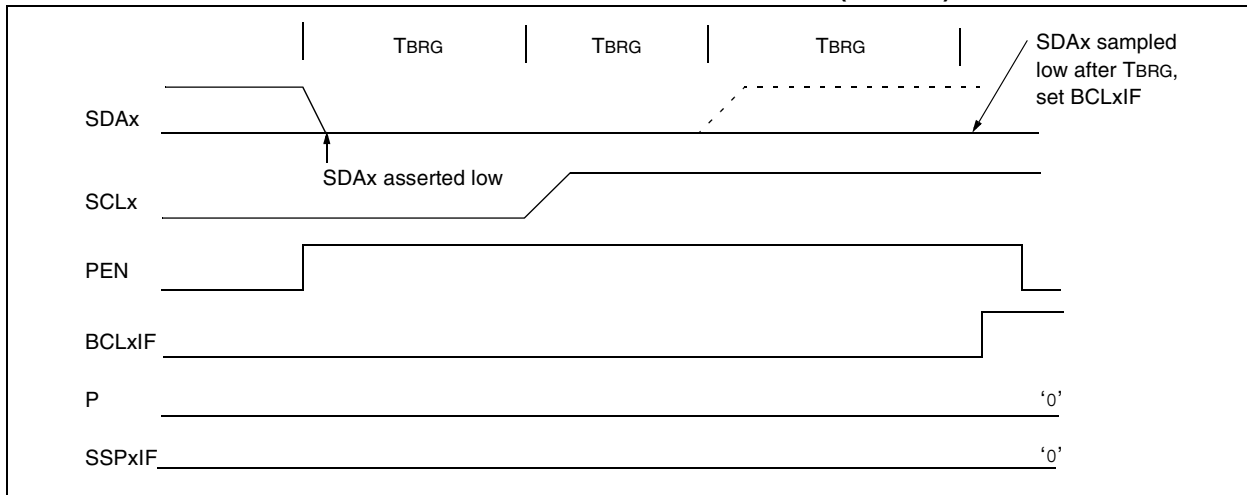 TBRG TBRG TBRG
SDAx sampled
low after TBRG,
set BCLxIF
SDAx
SDAx asserted low
SCLx
PEN
BCLxIF
P
‘0’
SSPxIF
‘0’